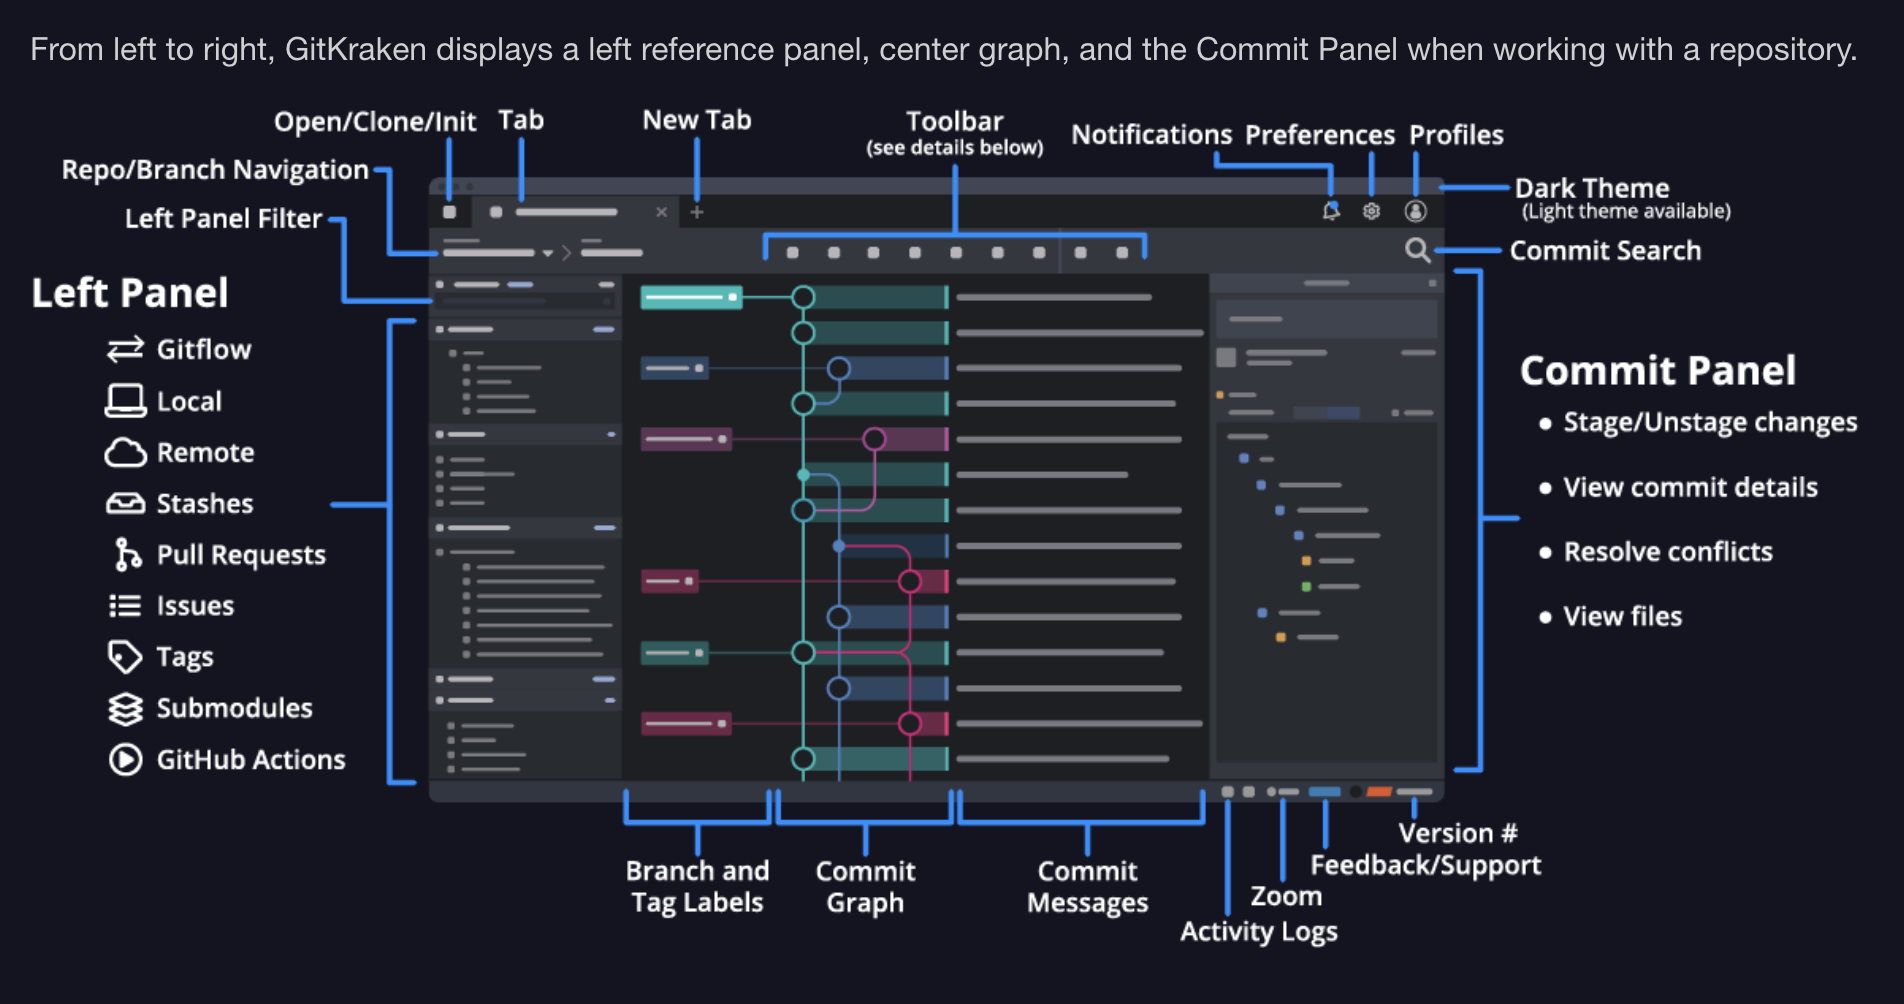 From left to right, GitKraken displays a left reference panel, center graph, and the Commit Panel when working with a repository.
Open/Clone/Init
Tab
New Tab
Toolbar
(see details below)
Notifications
Preferences
Profiles
Repo/Branch Navigation
Left Panel Filter
Dark Theme
(Light theme available)
Commit Search
Left Panel
Gitflow
Local
Remote
Stashes
Pull Requests
Issues
Tags
Submodules
GitHub Actions
Commit Panel
• Stage/Unstage changes
• View commit details
• Resolve conflicts
• View files
Branch and
Tag Labels
Commit
Graph
Commit
Messages
Version #
Feedback/Support
Zoom
Activity Logs